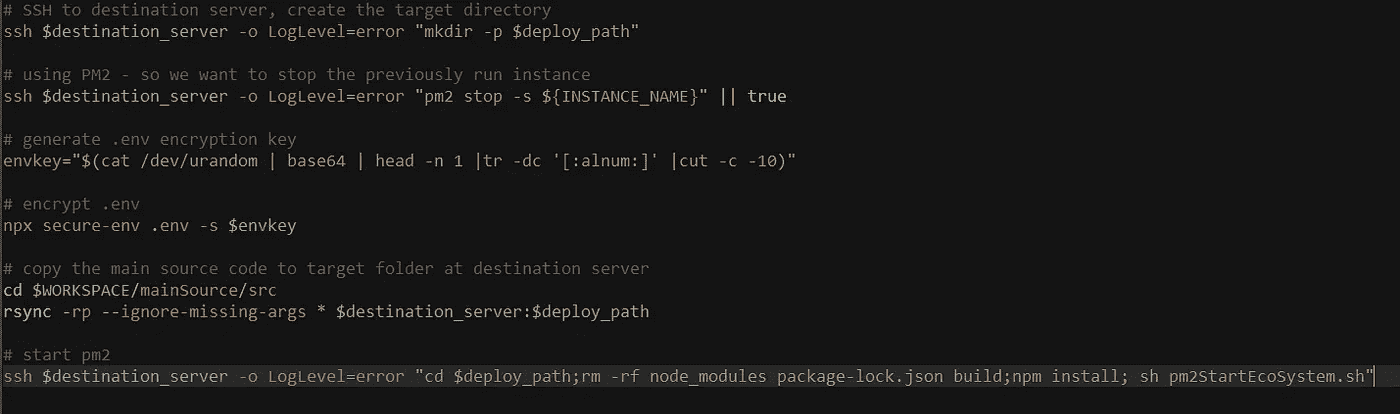 # SSH to destination server, create the target directory
ssh $destination_server -o LogLevel=error "mkdir -p $deploy_path"
# using PM2 - so we want to stop the previously run instance
ssh $destination_server -o LogLevel=error "pm2 stop -s ${INSTANCE_NAME}" || true
# generate .env encryption key
envkey="$(cat /dev/urandom | base64 | head -n 1 |tr -dc '[:alnum:]' |cut -c -10)"
# encrypt .env
npx secure-env .env -s $envkey
# copy the main source code to target folder at destination server
cd $WORKSPACE/mainSource/src
rsync -rp --ignore-missing-args * $destination_server:$deploy_path
# start pm2
ssh $destination_server -o LogLevel=error "cd $deploy_path;rm -rf node_modules package-lock.json build;npm install; sh pm2StartEcoSystem.sh"